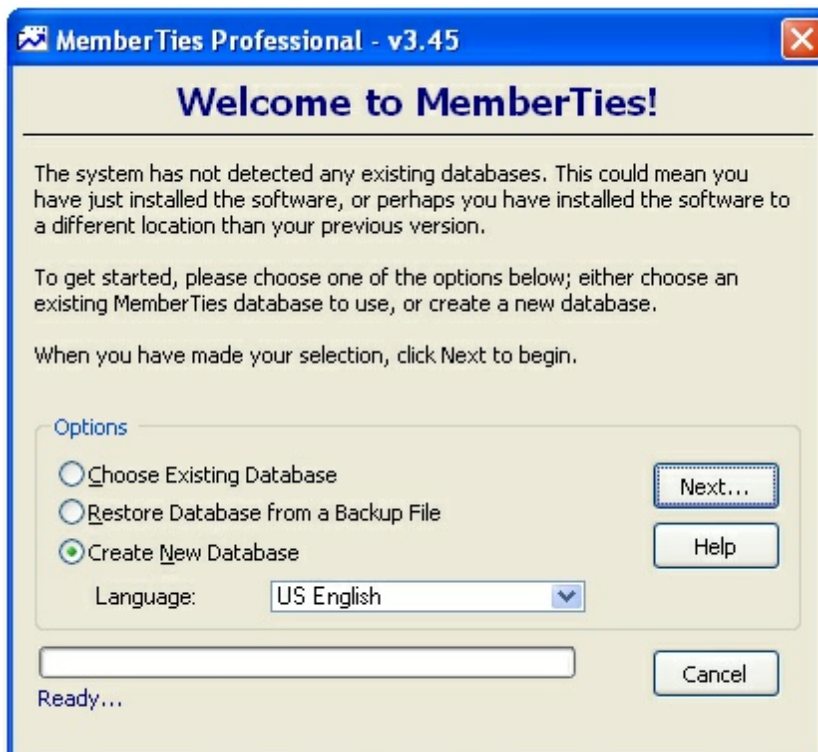 MemberTies Professional - v3.45
Welcome to MemberTies!
The system has not detected any existing databases. This could mean you
have just installed the software, or perhaps you have installed the software to
a different location than your previous version.
To get started, please choose one of the options below; either choose an
existing MemberTies database to use, or create a new database.
When you have made your selection, click Next to begin.
Options
Choose Existing Database
Next...
Restore Database from a Backup File
Create New Database
Help
Language:
US English
Cancel
Ready...